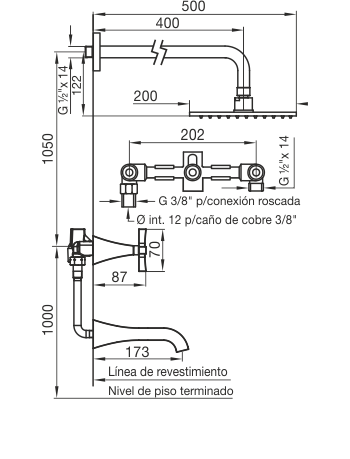 500
400
G ½"x 14
122
200
1050
202
G ½"x 14
G 3/8" p/conexión roscada
Ø int. 12 p/caño de cobre 3/8"
70
87
1000
173
Línea de revestimiento
Nivel de piso terminado